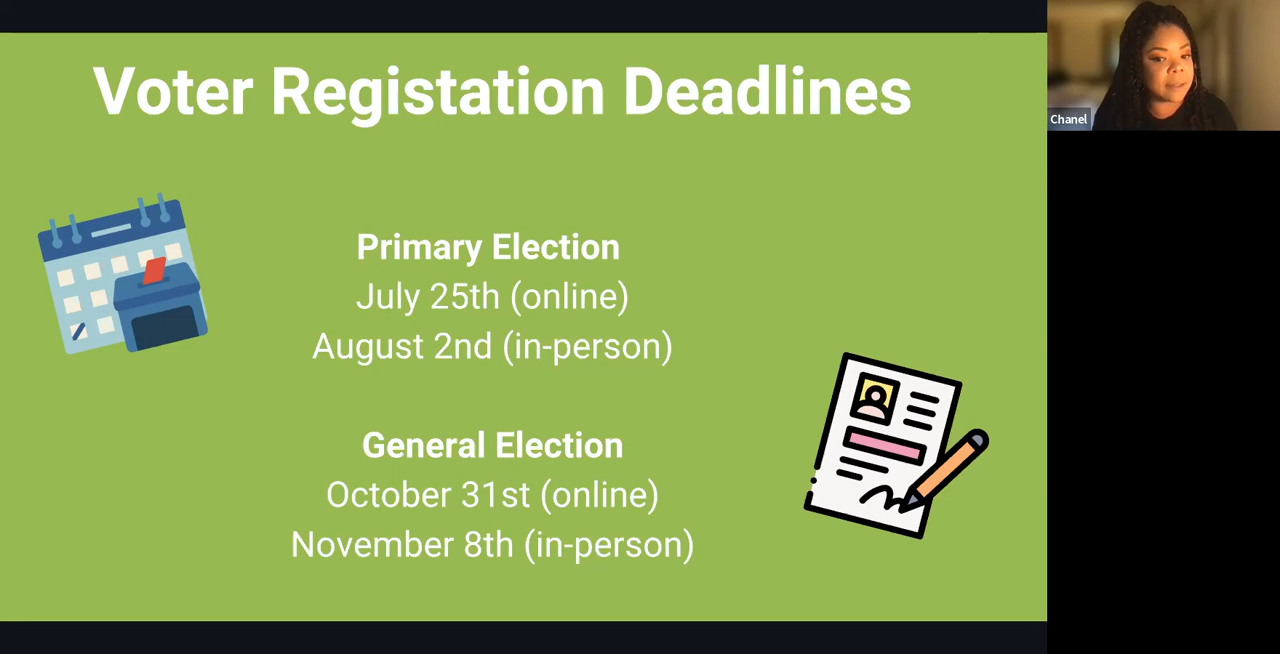 Voter Registation Deadlines
Primary Election
July 25th (online)
August 2nd (in-person)
General Election
October 31st (online)
November 8th (in-person)
Chanel